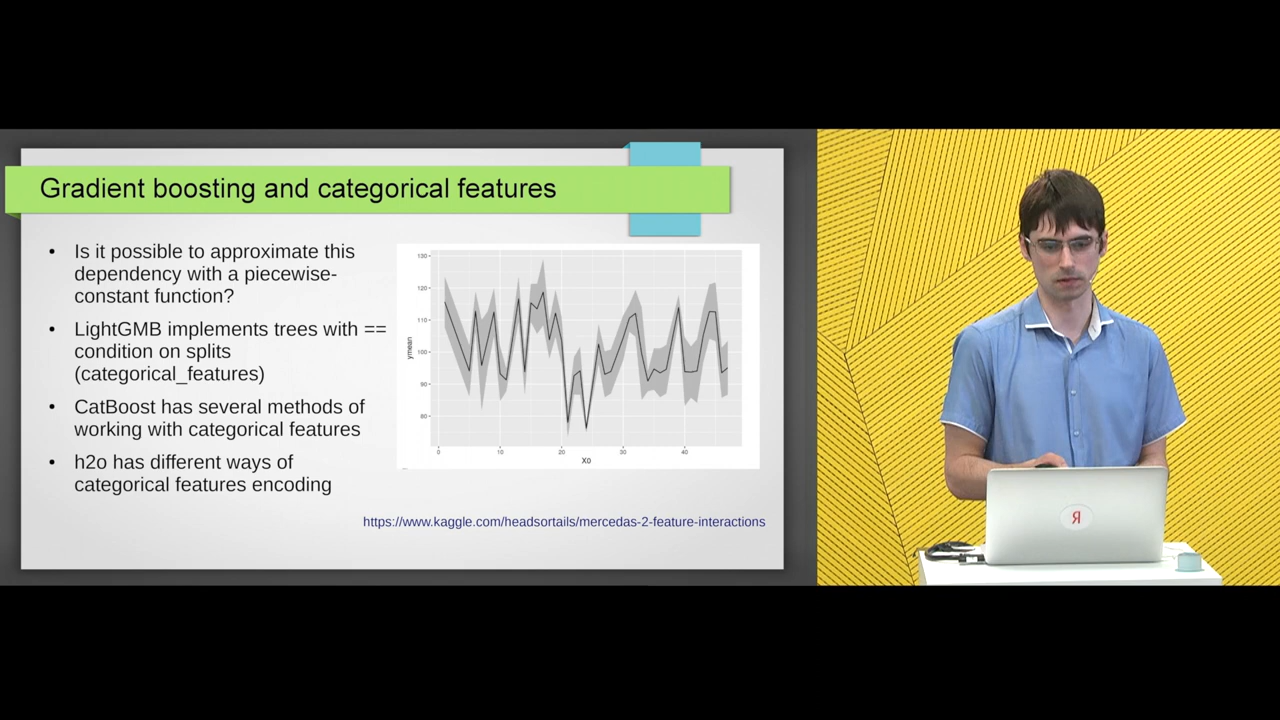 Gradient boosting and categorical features
Is it possible to approximate this
dependency with a piecewise-
constant function?
LightGMB implements trees with ==
condition on splits
(categorical_features)
CatBoost has several methods of
working with categorical features
h2o has different ways of
categorical features encoding
130
120
110
100
90
80
ymean
0 10 20 30 40
X0
https://www.kaggle.com/headsortails/mercedas-2-feature-interactions
Я